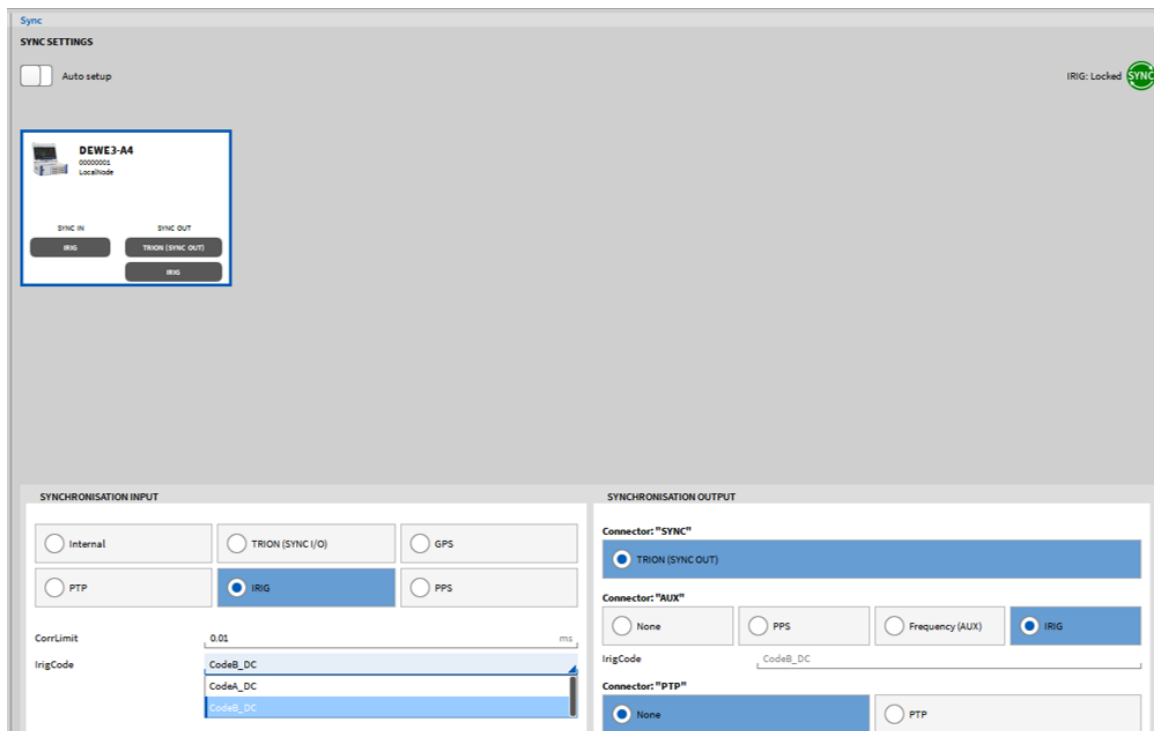 Sync
SYNC SETTINGS
Auto setup
IRIG: Locked SYNC
DEWE3-A4
00000001
LocalNode
SYNC IN SYNC OUT
IRIG TRION (SYNC OUT)
IRIG
SYNCHRONISATION INPUT
Internal TRION (SYNC I/O) GPS
PTP IRIG PPS
CorrLimit 0.01 ms
IrigCode CodeB_DC
CodeA_DC
CodeB_DC
SYNCHRONISATION OUTPUT
Connector: "SYNC"
TRION (SYNC OUT)
Connector: "AUX"
None PPS Frequency (AUX) IRIG
IrigCode CodeB_DC
Connector: "PTP"
None PTP